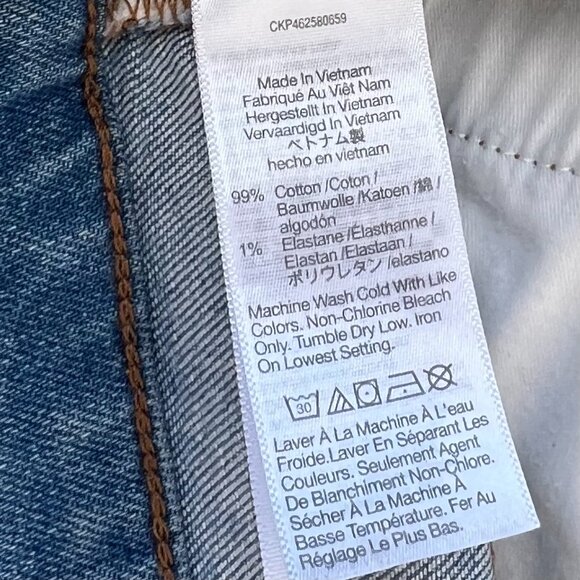 CKP462580659
Made In Vietnam
Fabriqué Au Viêt Nam
Hergestellt In Vietnam
Vervaardigd In Vietnam
ベトナム製
hecho en vietnam
99% Cotton /Coton /
Baumwolle /Katoen /綿 /
algodón
1% Elastane /Elasthanne /
Elastan /Elastaan /
ポリウレタン /elastano
Machine Wash Cold With Like
Colors. Non-Chlorine Bleach
Only. Tumble Dry Low. Iron
On Lowest Setting.
30
Laver À La Machine À L'eau
Froide.Laver En Séparant Les
Couleurs. Seulement Agent
De Blanchiment Non-Chlore.
Sécher À La Machine À
Basse Température. Fer Au
Réglage Le Plus Bas.